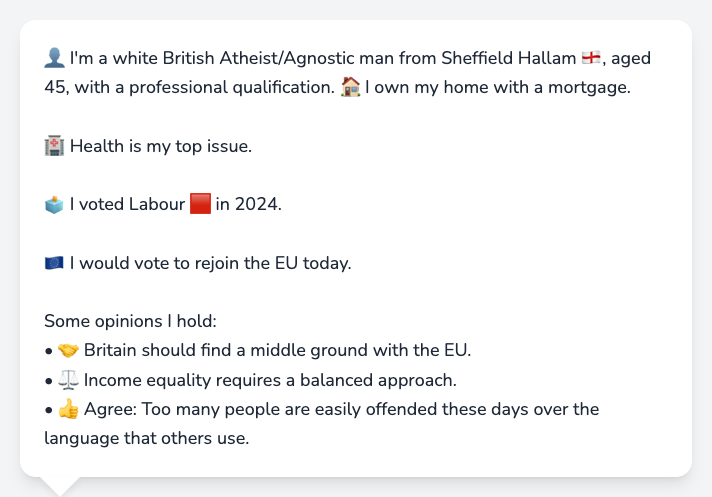 👤 I'm a white British Atheist/Agnostic man from Sheffield Hallam 🏴󠁧󠁢󠁥󠁮󠁧󠁿, aged
45, with a professional qualification. 🏠 I own my home with a mortgage.
🏥 Health is my top issue.
🗳️ I voted Labour 🟥 in 2024.
🇪🇺 I would vote to rejoin the EU today.
Some opinions I hold:
• 🤝 Britain should find a middle ground with the EU.
• ⚖️ Income equality requires a balanced approach.
• 👍 Agree: Too many people are easily offended these days over the
language that others use.